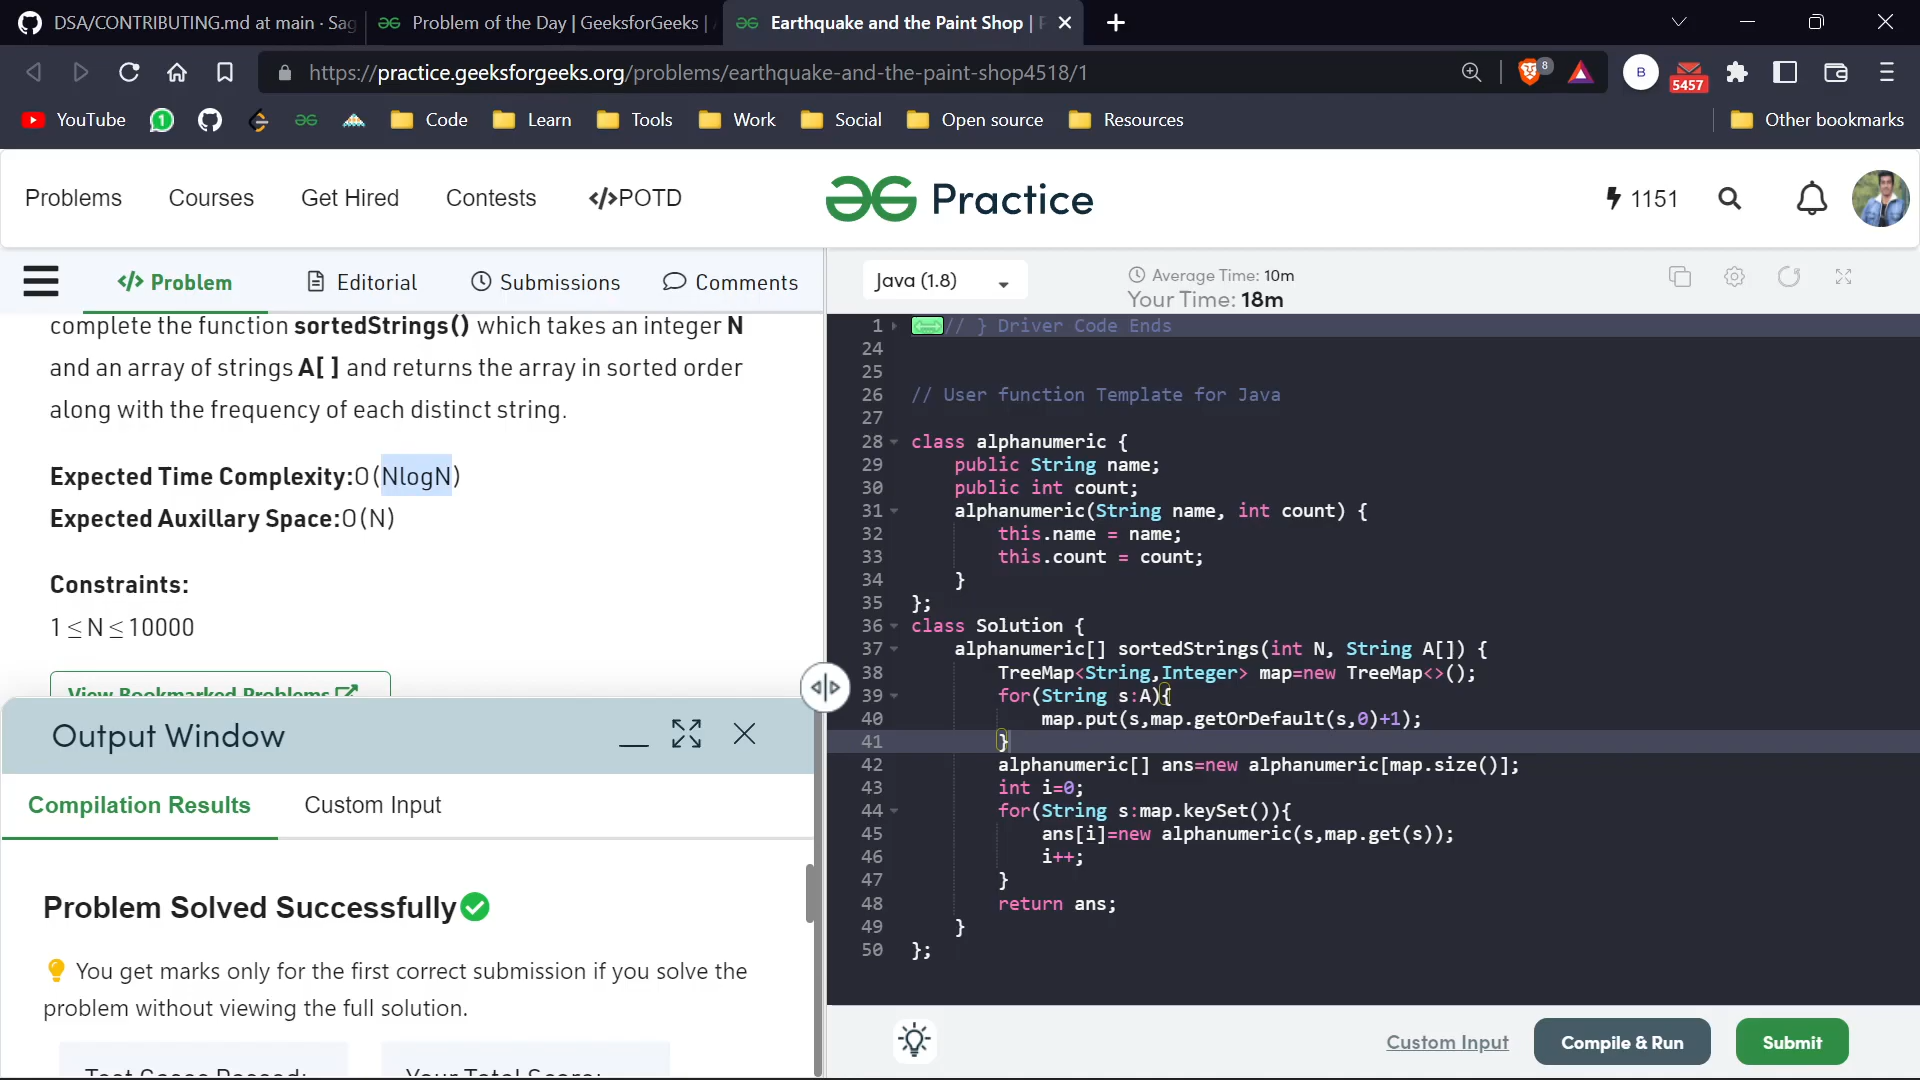 DSA/CONTRIBUTING.md at main · Sag
Problem of the Day | GeeksforGeeks |
Earthquake and the Paint Shop |
https://practice.geeksforgeeks.org/problems/earthquake-and-the-paint-shop4518/1
8
B
5457
YouTube
1
Code
Learn
Tools
Work
Social
Open source
Resources
Other bookmarks
Problems
Courses
Get Hired
Contests
</>POTD
Practice
1151
</> Problem
Editorial
Submissions
Comments
Java (1.8)
Average Time: 10m
Your Time: 18m
complete the function sortedStrings() which takes an integer N
and an array of strings A[ ] and returns the array in sorted order
along with the frequency of each distinct string.
Expected Time Complexity:O(NlogN)
Expected Auxillary Space:O(N)
Constraints:
1 ≤ N ≤ 10000
View Bookmarked Problems
Output Window
Compilation Results
Custom Input
Problem Solved Successfully
You get marks only for the first correct submission if you solve the
problem without viewing the full solution.
Test Cases Passed:
Your Total Score:
1 // } Driver Code Ends
24
25
26 // User function Template for Java
27
28 class alphanumeric {
29 public String name;
30 public int count;
31 alphanumeric(String name, int count) {
32 this.name = name;
33 this.count = count;
34 }
35 };
36 class Solution {
37 alphanumeric[] sortedStrings(int N, String A[]) {
38 TreeMap<String,Integer> map=new TreeMap<>();
39 for(String s:A){
40 map.put(s,map.getOrDefault(s,0)+1);
41 }
42 alphanumeric[] ans=new alphanumeric[map.size()];
43 int i=0;
44 for(String s:map.keySet()){
45 ans[i]=new alphanumeric(s,map.get(s));
46 i++;
47 }
48 return ans;
49 }
50 };
Custom Input
Compile & Run
Submit